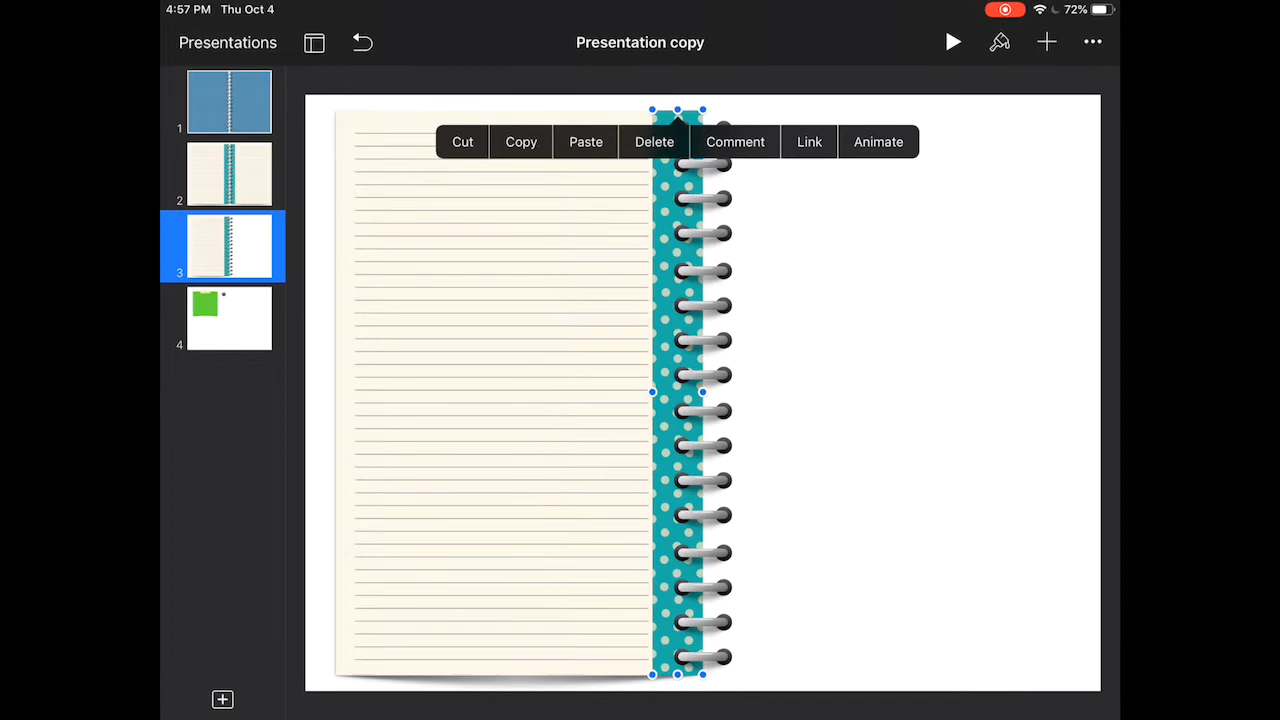 4:57 PM Thu Oct 4
72%
Presentations
Presentation copy
1
2
3
4
Cut Copy Paste Delete Comment Link Animate